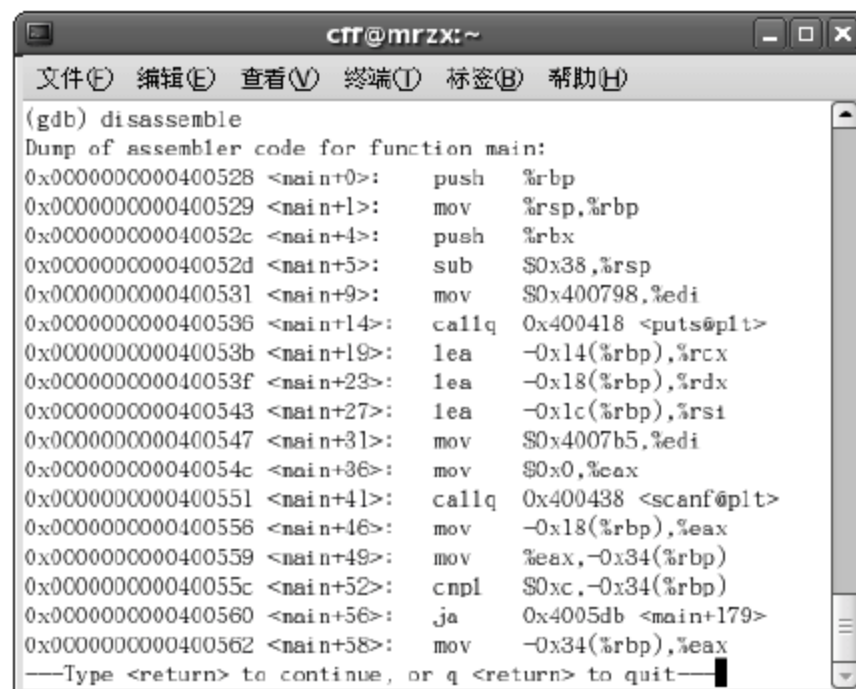 cff@mrzx:~
文件(F) 编辑(E) 查看(V) 终端(T) 标签(B) 帮助(H)
(gdb) disassemble
Dump of assembler code for function main:
0x0000000000400528 <main+0>: push %rbp
0x0000000000400529 <main+1>: mov %rsp,%rbp
0x000000000040052c <main+4>: push %rbx
0x000000000040052d <main+5>: sub $0x38,%rsp
0x0000000000400531 <main+9>: mov $0x400798,%edi
0x0000000000400536 <main+14>: callq 0x400418 <puts@plt>
0x000000000040053b <main+19>: lea -0x14(%rbp),%rcx
0x000000000040053f <main+23>: lea -0x18(%rbp),%rdx
0x0000000000400543 <main+27>: lea -0x1c(%rbp),%rsi
0x0000000000400547 <main+31>: mov $0x4007b5,%edi
0x000000000040054c <main+36>: mov $0x0,%eax
0x0000000000400551 <main+41>: callq 0x400438 <scanf@plt>
0x0000000000400556 <main+46>: mov -0x18(%rbp),%eax
0x0000000000400559 <main+49>: mov %eax,-0x34(%rbp)
0x000000000040055c <main+52>: cmpl $0xc,-0x34(%rbp)
0x0000000000400560 <main+56>: ja 0x4005db <main+179>
0x0000000000400562 <main+58>: mov -0x34(%rbp),%eax
---Type <return> to continue, or q <return> to quit---